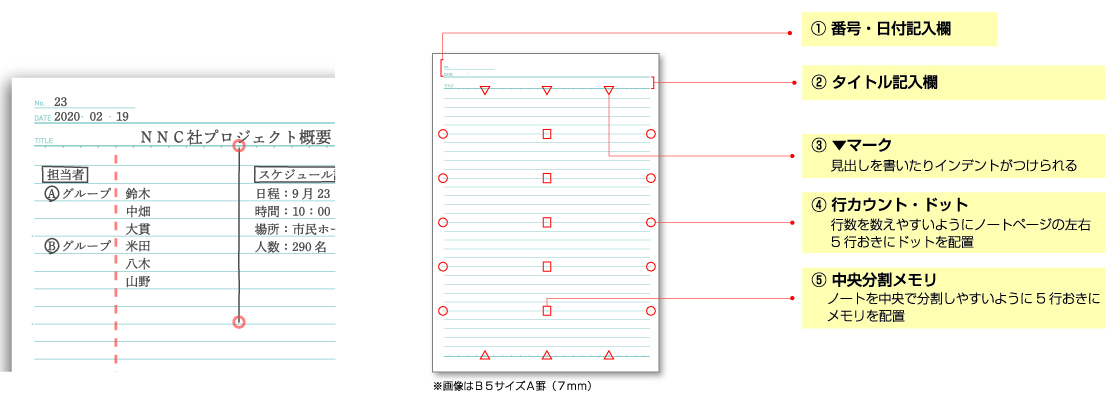 No. 23
DATE 2020・02・19
TITLE NNC社プロジェクト概要
担当者
スケジュール
Ⓐグループ 鈴木
日程：9月23
中畑
時間：10：00
大貫
場所：市民ホー
Ⓑグループ 米田
人数：290名
八木
山野
No.
DATE
TITLE
① 番号・日付記入欄
② タイトル記入欄
③ ▼マーク
見出しを書いたりインデントがつけられる
④ 行カウント・ドット
行数を数えやすいようにノートページの左右
5行おきにドットを配置
⑤ 中央分割メモリ
ノートを中央で分割しやすいように5行おきに
メモリを配置
※画像はB5サイズA罫（7mm）